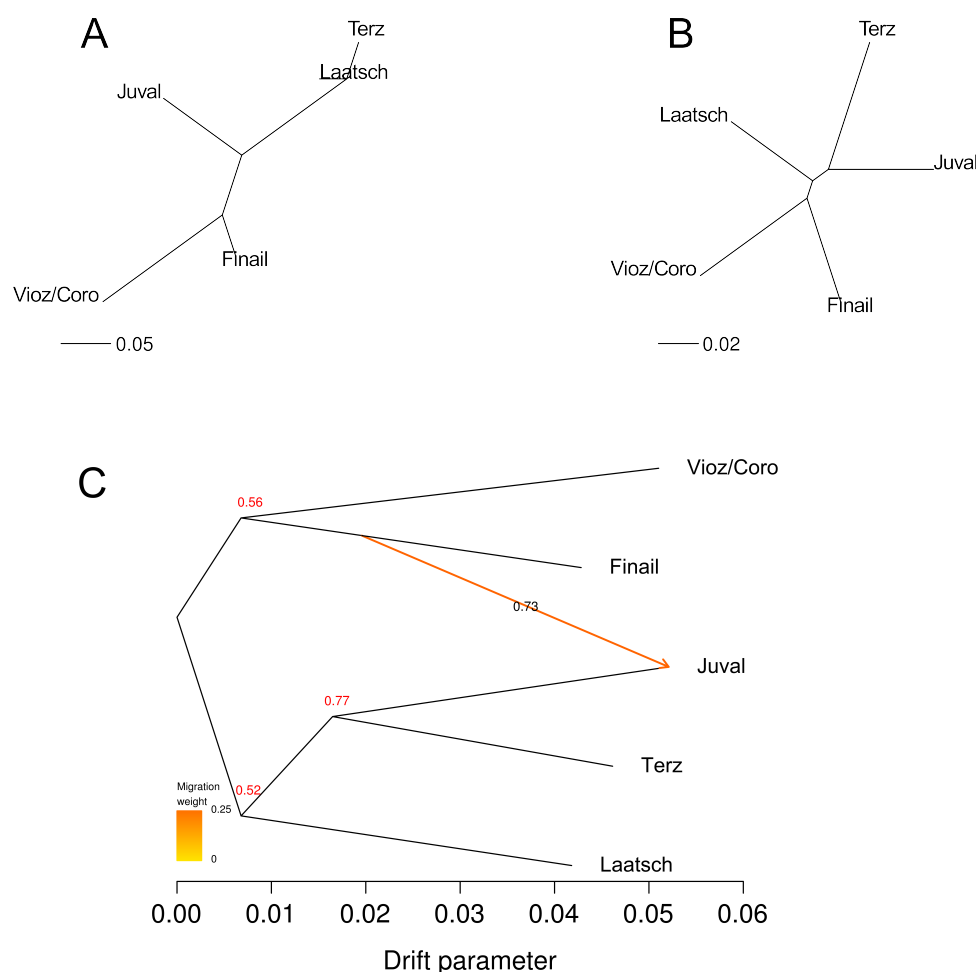 A
Terz
Laatsch
Juval
Finail
Vioz/Coro
0.05
B
Terz
Laatsch
Juval
Vioz/Coro
Finail
0.02
C
Vioz/Coro
0.56
Finail
0.73
Juval
0.77
Terz
0.52
Migration
weight
0.25
0
Laatsch
0.00 0.01 0.02 0.03 0.04 0.05 0.06
Drift parameter